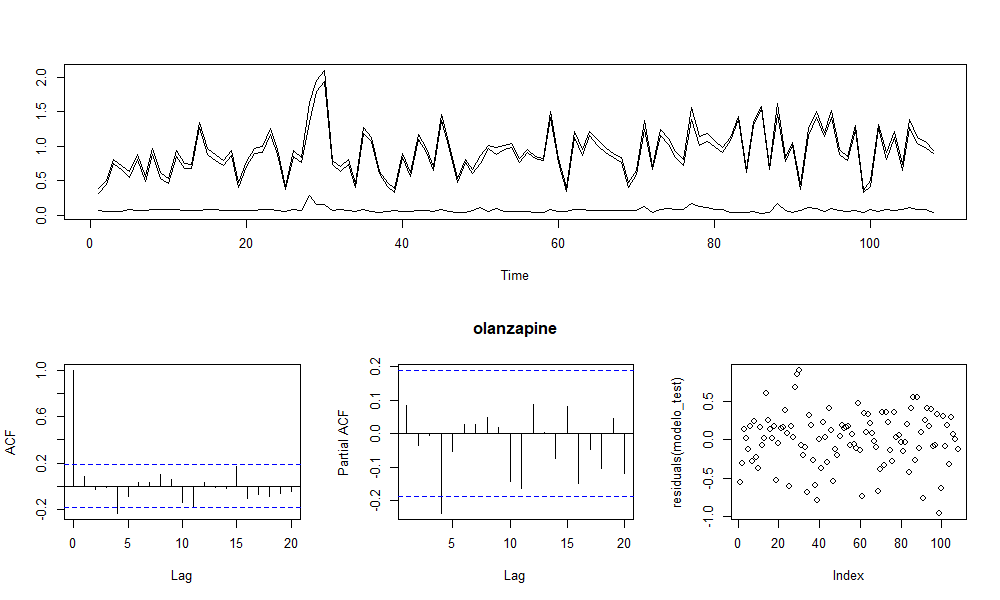 0.0 0.5 1.0 1.5 2.0
0 20 40 60 80 100
Time
olanzapine
ACF
-0.2 0.2 0.6 1.0
0 5 10 15 20
Lag
Partial ACF
-0.2 -0.1 0.0 0.1 0.2
5 10 15 20
Lag
residuals(modelo_test)
-1.0 -0.5 0.0 0.5
0 20 40 60 80 100
Index